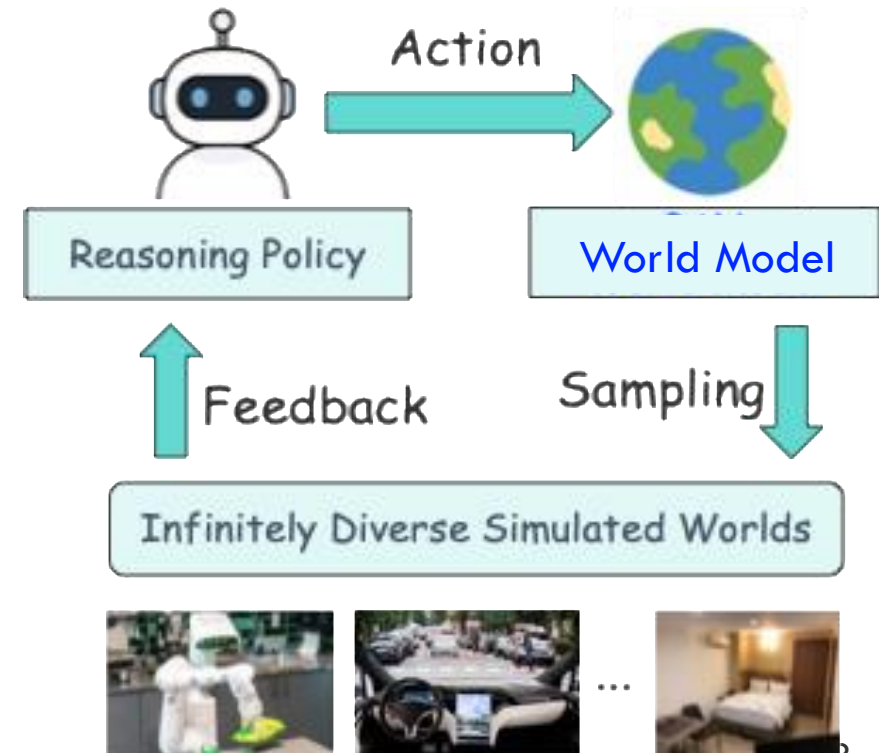 Action
Reasoning Policy
World Model
Feedback
Sampling
Infinitely Diverse Simulated Worlds
...